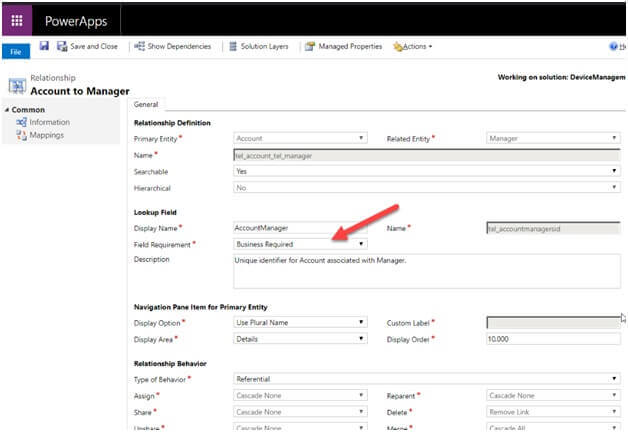 PowerApps
File Save and Close Show Dependencies Solution Layers Managed Properties Actions
Relationship
Account to Manager
Working on solution: DeviceManagem
Common
Information
Mappings
General
Relationship Definition
Primary Entity * Account Related Entity * Manager
Name * tel_account_tel_manager
Searchable Yes
Hierarchical No
Lookup Field
Display Name * AccountManager Name * tel_accountmanagersid
Field Requirement * Business Required
Description Unique identifier for Account associated with Manager.
Navigation Pane Item for Primary Entity
Display Option * Use Plural Name Custom Label *
Display Area * Details Display Order * 10.000
Relationship Behavior
Type of Behavior * Referential
Assign * Cascade None Reparent * Cascade None
Share * Cascade None Delete * Remove Link
Unshare * Cascade None Merge * Cascade All